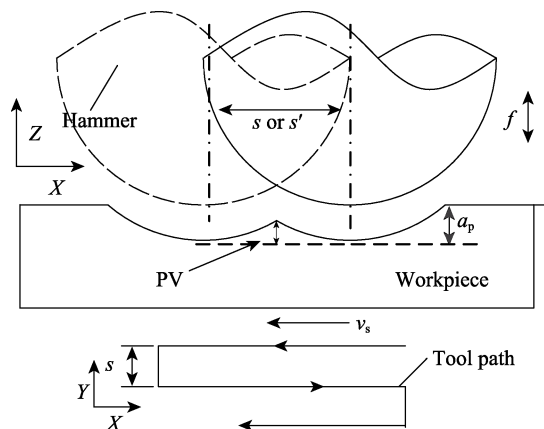 Hammer
s or s′
f
Z
X
a_p
PV
Workpiece
v_s
s
Tool path
Y
X